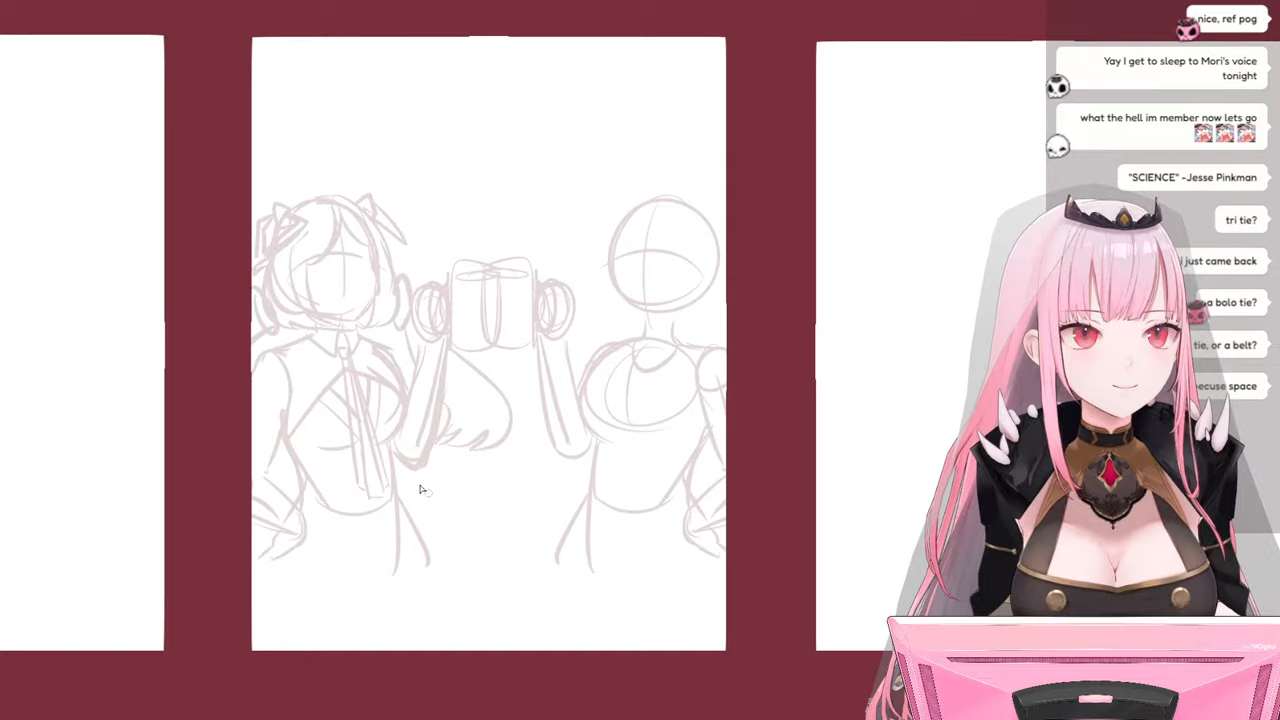 nice, ref pog
Yay I get to sleep to Mori's voice
tonight
what the hell im member now lets go
"SCIENCE" -Jesse Pinkman
tri tie?
i just came back
a bolo tie?
tie, or a belt?
space